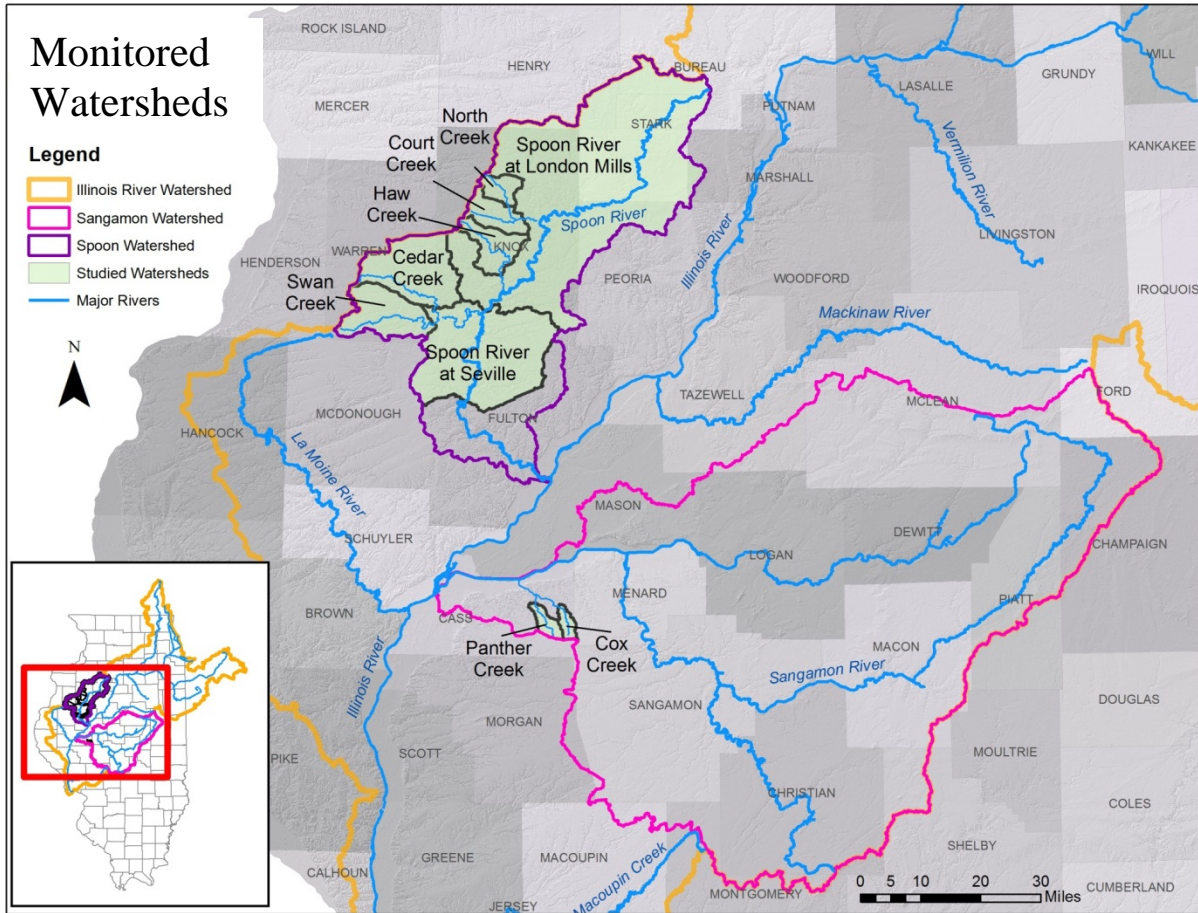 Monitored
Watersheds
Legend
Illinois River Watershed
Sangamon Watershed
Spoon Watershed
Studied Watersheds
Major Rivers
N
ROCK ISLAND
HENRY
BUREAU
MERCER
PUTNAM
LASALLE
GRUNDY
WILL
North
Creek
STARK
Court
Creek
Spoon River
at London Mills
KANKAKEE
Vermilion River
MARSHALL
Haw
Creek
Spoon River
Illinois River
LIVINGSTON
WARREN
KNOX
HENDERSON
Cedar
Creek
PEORIA
WOODFORD
IROQUOIS
Swan
Creek
Mackinaw River
Spoon River
at Seville
TAZEWELL
MCLEAN
FORD
MCDONOUGH
FULTON
HANCOCK
La Moine River
MASON
SCHUYLER
LOGAN
DEWITT
CHAMPAIGN
BROWN
CASS
MENARD
PIATT
Panther
Creek
Cox
Creek
MACON
Sangamon River
Illinois River
SANGAMON
DOUGLAS
MORGAN
SCOTT
MOULTRIE
PIKE
CHRISTIAN
COLES
SHELBY
GREENE
MACOUPIN
CALHOUN
Macoupin Creek
MONTGOMERY
JERSEY
CUMBERLAND
0 5 10 20 30
Miles